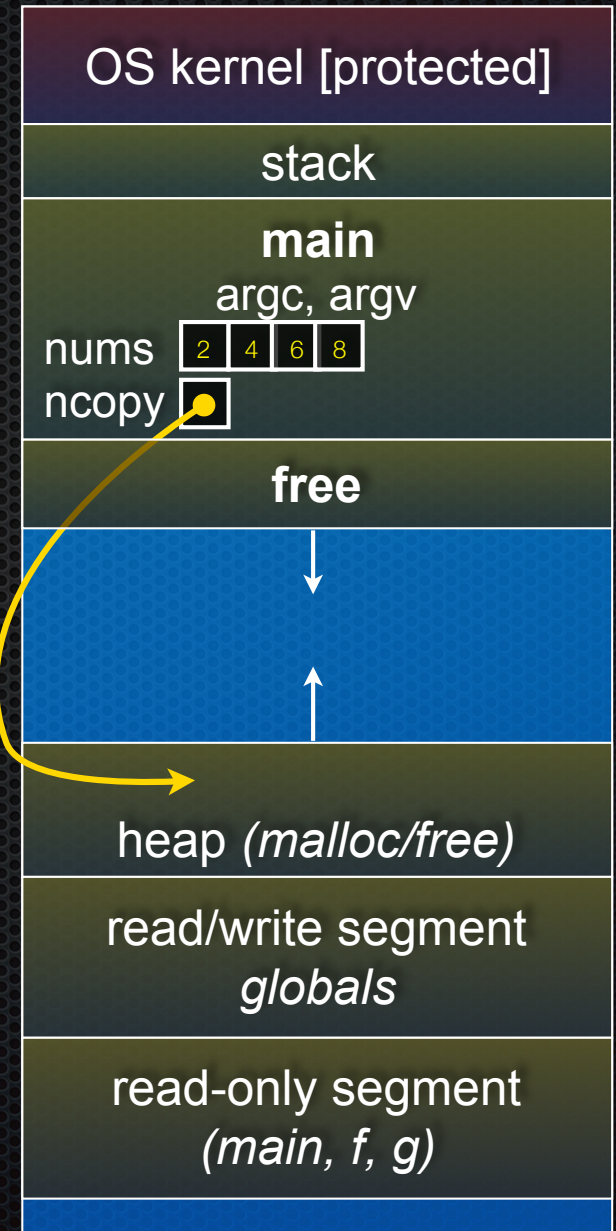 OS kernel [protected]
stack
main
argc, argv
nums 2 4 6 8
ncopy
free
heap (malloc/free)
read/write segment
globals
read-only segment
(main, f, g)